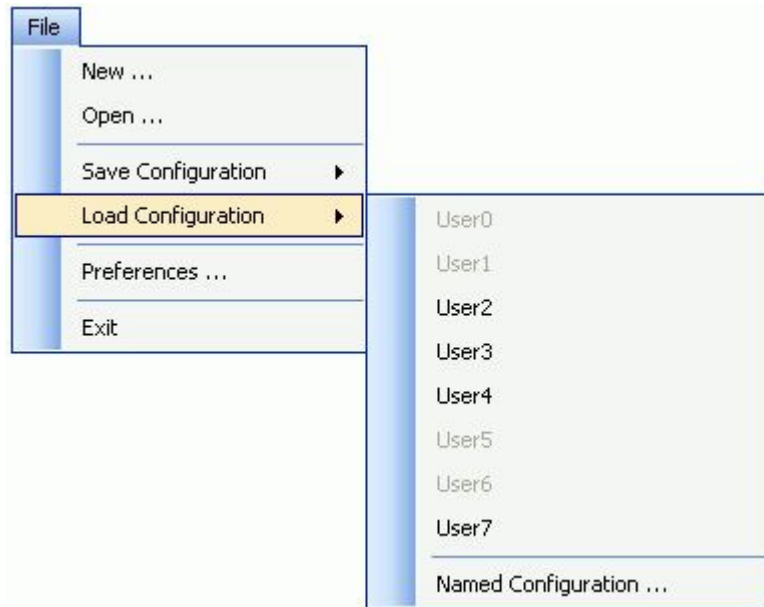 File
New ...
Open ...
Save Configuration
Load Configuration
Preferences ...
Exit
User0
User1
User2
User3
User4
User5
User6
User7
Named Configuration ...